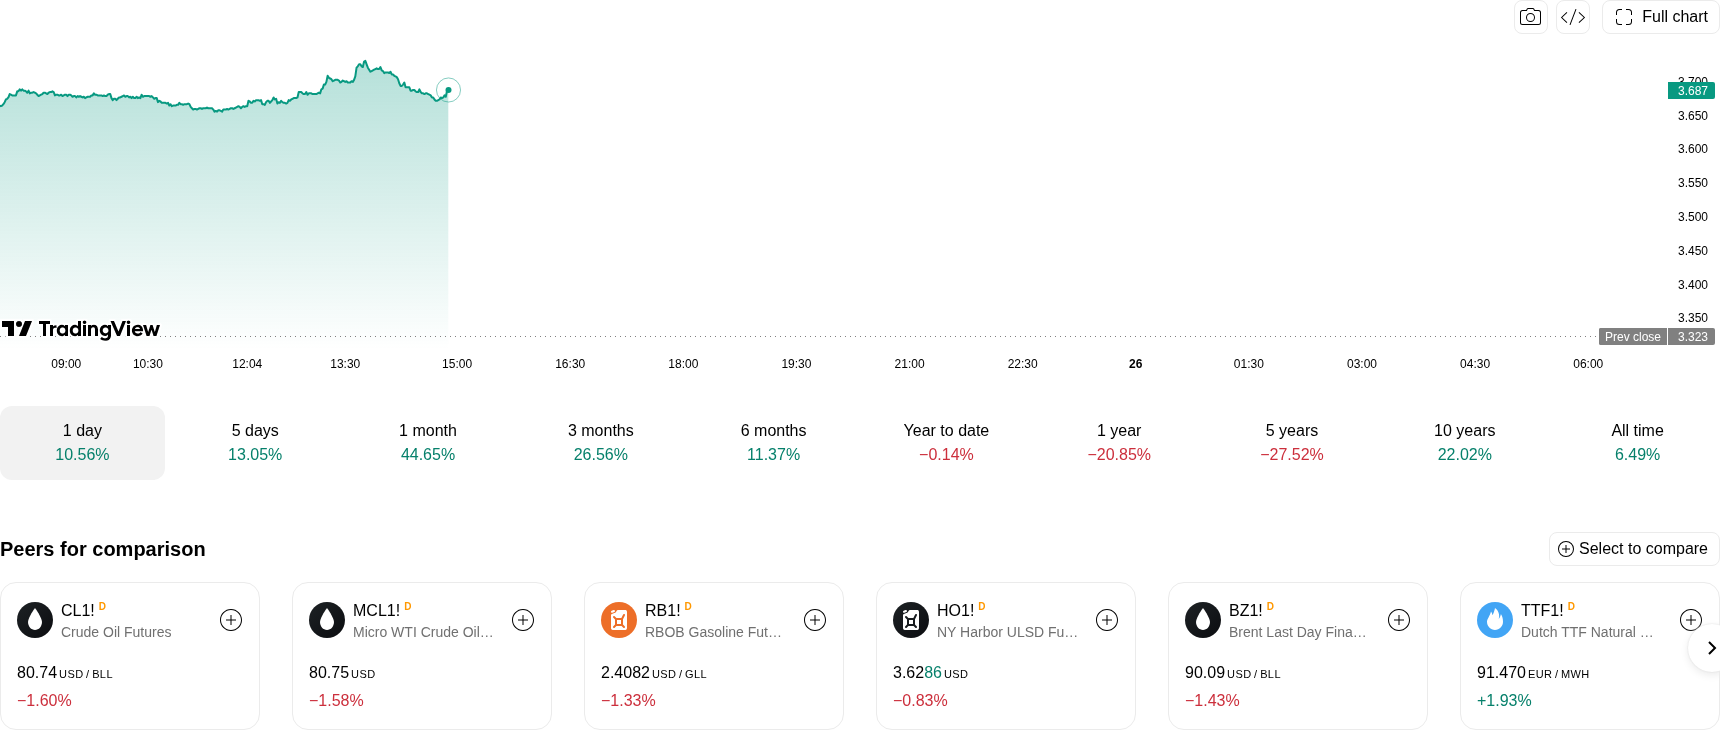 Full chart
3.700
3.687
3.650
3.600
3.550
3.500
3.450
3.400
3.350
TradingView
Prev close 3.323
09:00 10:30 12:04 13:30 15:00 16:30 18:00 19:30 21:00 22:30 26 01:30 03:00 04:30 06:00
1 day 5 days 1 month 3 months 6 months Year to date 1 year 5 years 10 years All time
10.56% 13.05% 44.65% 26.56% 11.37% −0.14% −20.85% −27.52% 22.02% 6.49%
Peers for comparison
Select to compare
CL1! D
Crude Oil Futures
80.74 USD / BLL
−1.60%
MCL1! D
Micro WTI Crude Oil…
80.75 USD
−1.58%
RB1! D
RBOB Gasoline Fut…
2.4082 USD / GLL
−1.33%
HO1! D
NY Harbor ULSD Fu…
3.6286 USD
−0.83%
BZ1! D
Brent Last Day Fina…
90.09 USD / BLL
−1.43%
TTF1! D
Dutch TTF Natural …
91.470 EUR / MWH
+1.93%